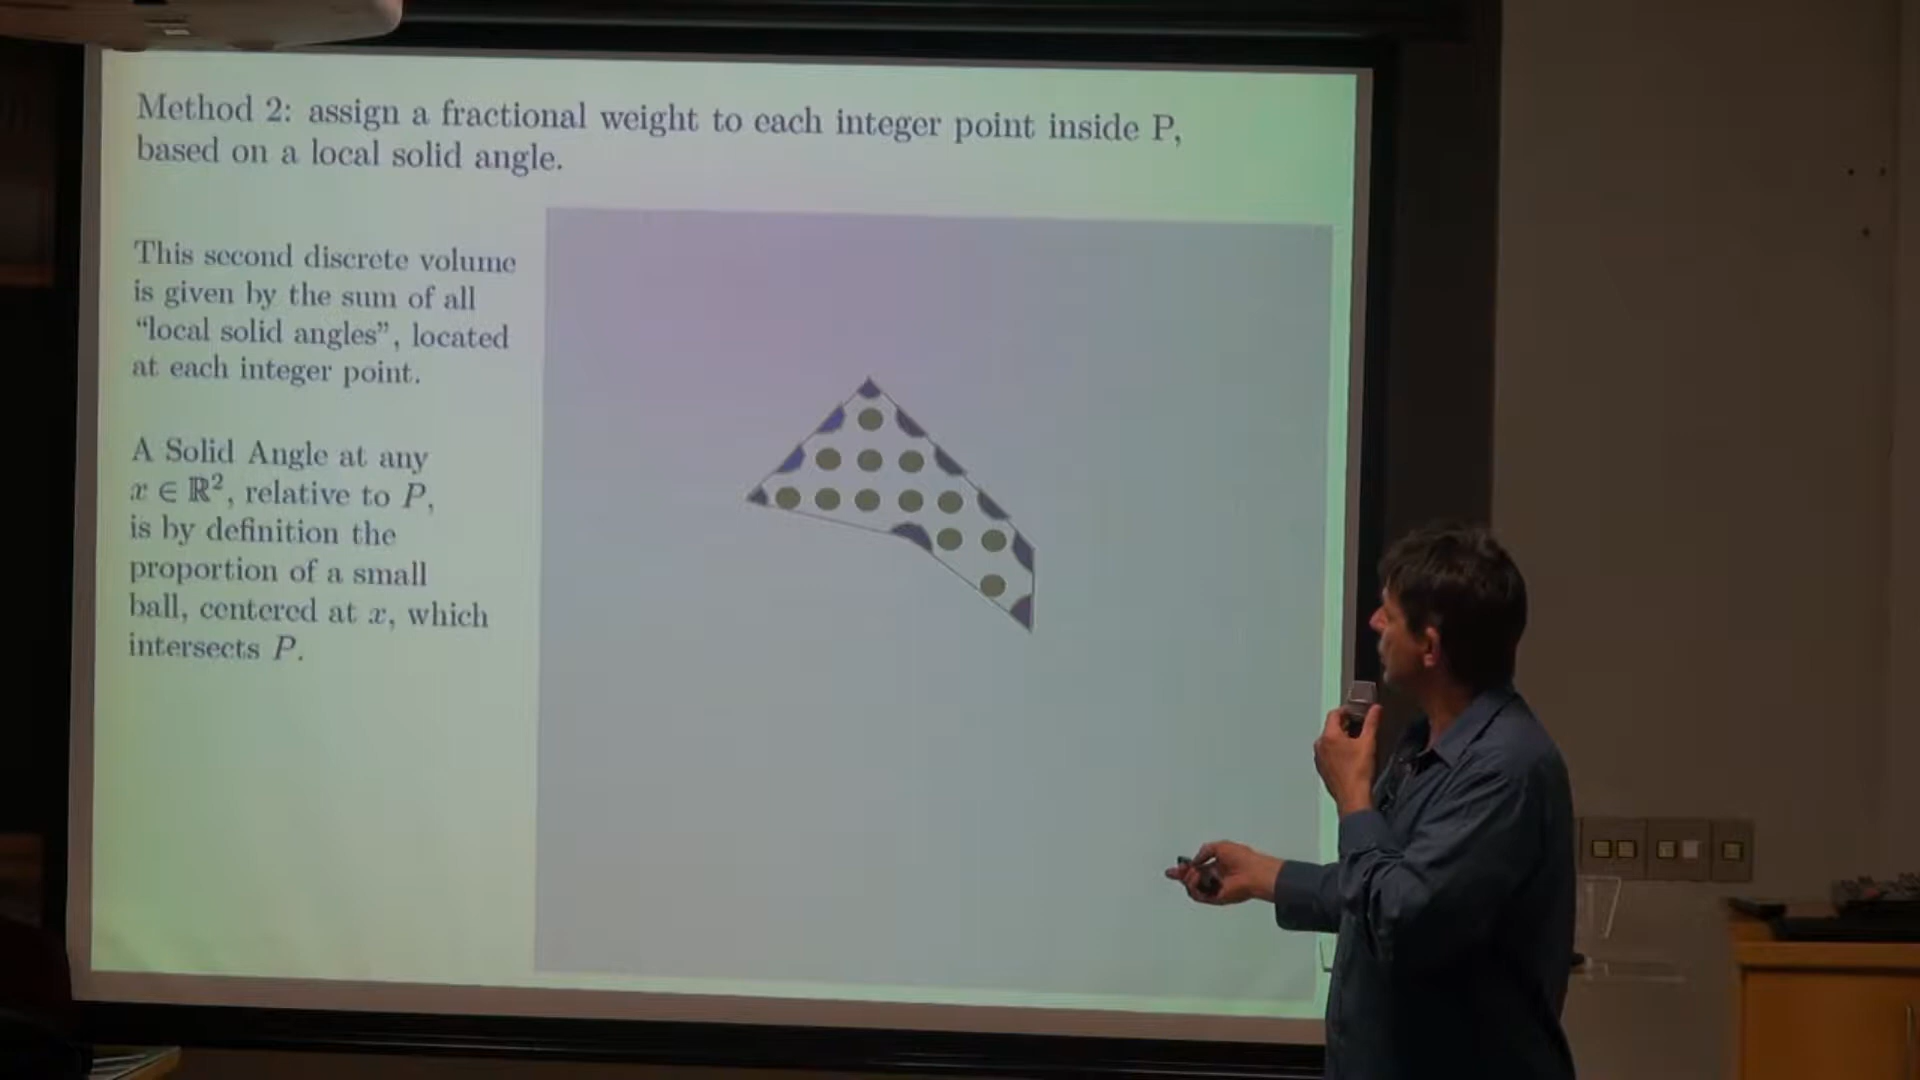 Method 2: assign a fractional weight to each integer point inside P,
based on a local solid angle.
This second discrete volume
is given by the sum of all
“local solid angles”, located
at each integer point.
A Solid Angle at any
x ∈ ℝ², relative to P,
is by definition the
proportion of a small
ball, centered at x, which
intersects P.